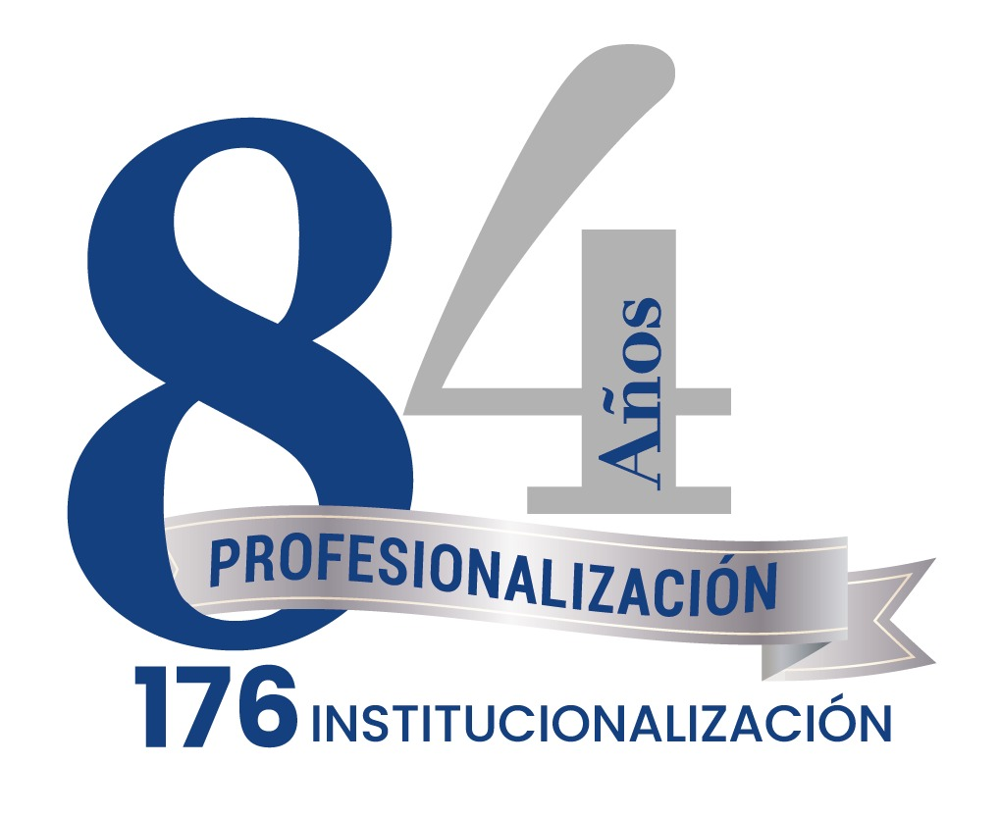 84
Años
PROFESIONALIZACIÓN
176 INSTITUCIONALIZACIÓN